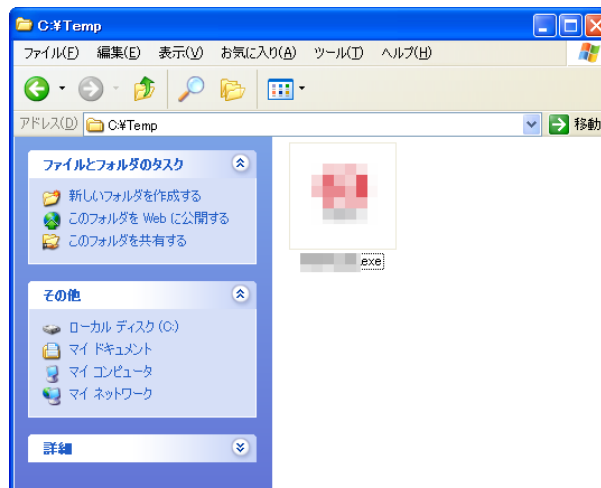 C:¥Temp
ファイル(F) 編集(E) 表示(V) お気に入り(A) ツール(T) ヘルプ(H)
アドレス(D) C:¥Temp 移動
ファイルとフォルダのタスク
新しいフォルダを作成する
このフォルダを Web に公開する
このフォルダを共有する
.exe
その他
ローカル ディスク (C:)
マイ ドキュメント
マイ コンピュータ
マイ ネットワーク
詳細